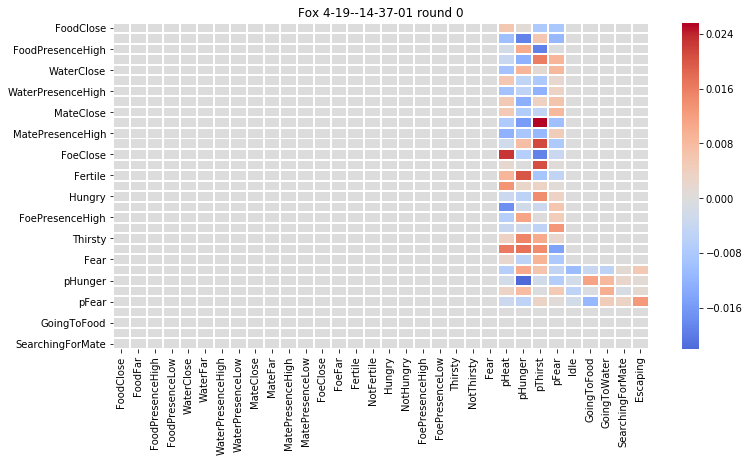 Fox 4-19--14-37-01 round 0
FoodClose
FoodPresenceHigh
WaterClose
WaterPresenceHigh
MateClose
MatePresenceHigh
FoeClose
Fertile
Hungry
FoePresenceHigh
Thirsty
Fear
pHunger
pFear
GoingToFood
SearchingForMate
FoodClose
FoodFar
FoodPresenceHigh
FoodPresenceLow
WaterClose
WaterFar
WaterPresenceHigh
WaterPresenceLow
MateClose
MateFar
MatePresenceHigh
MatePresenceLow
FoeClose
FoeFar
Fertile
NotFertile
Hungry
NotHungry
FoePresenceHigh
FoePresenceLow
Thirsty
NotThirsty
Fear
pHeat
pHunger
pThirst
pFear
Idle
GoingToFood
GoingToWater
SearchingForMate
Escaping
0.024
0.016
0.008
0.000
-0.008
-0.016